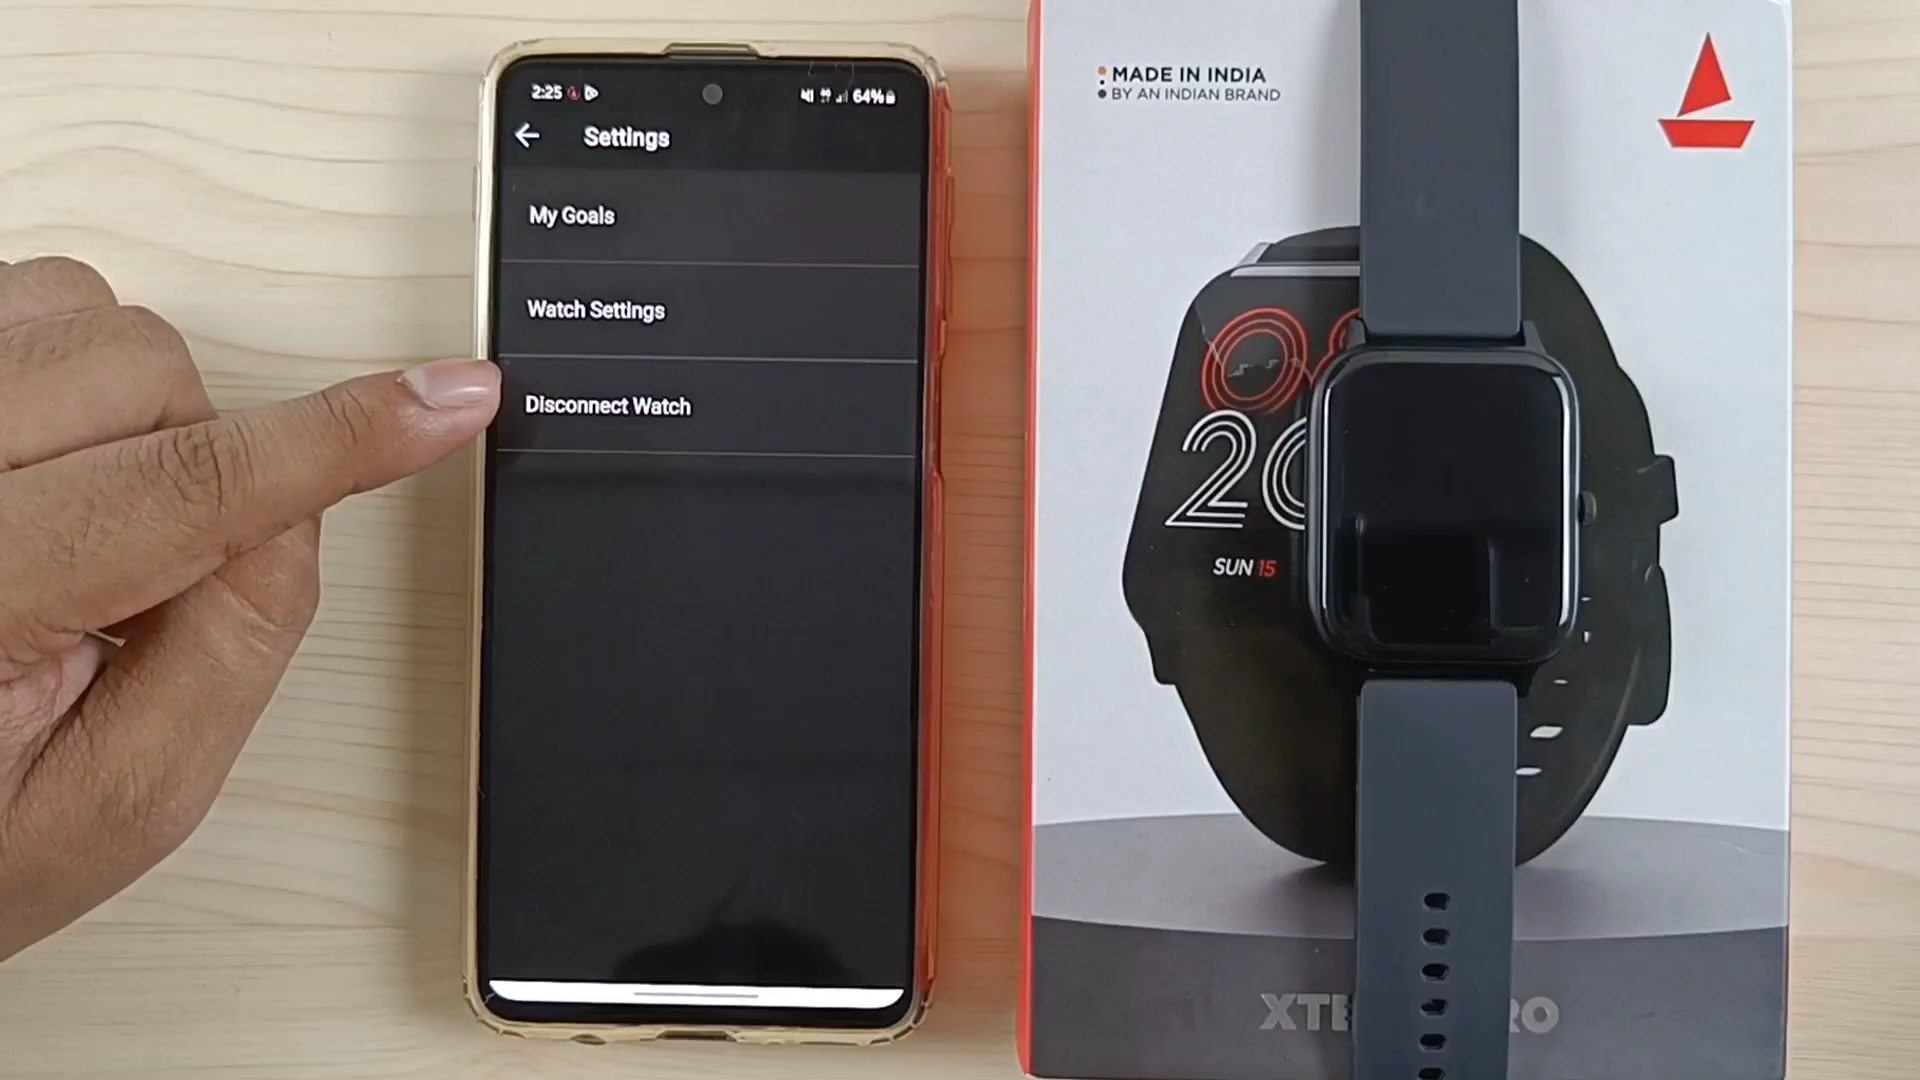 2:25
64%
Settings
My Goals
Watch Settings
Disconnect Watch
MADE IN INDIA
BY AN INDIAN BRAND
SUN 15